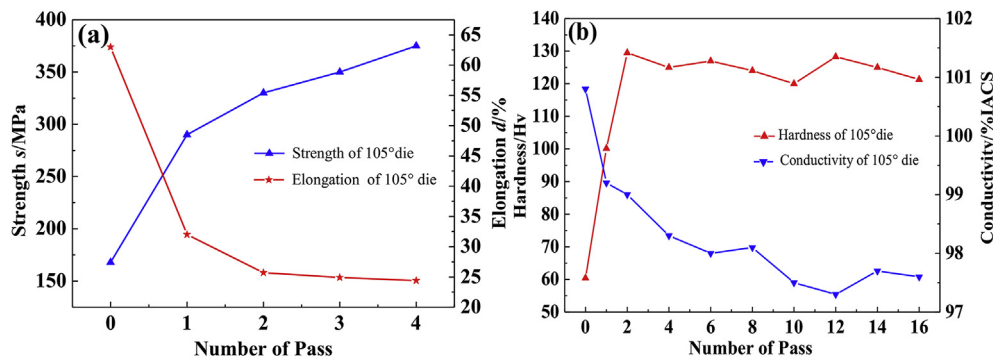 (a)
Strength s/MPa
400
350
300
250
200
150
Strength of 105°die
Elongation of 105° die
65
60
55
50
45
40
35
30
25
20
Elongation d/%
0 1 2 3 4
Number of Pass
(b)
Hardness/Hv
140
130
120
110
100
90
80
70
60
50
Hardness of 105°die
Conductivity of 105° die
102
101
100
99
98
97
Conductivity/%IACS
0 2 4 6 8 10 12 14 16
Number of Pass